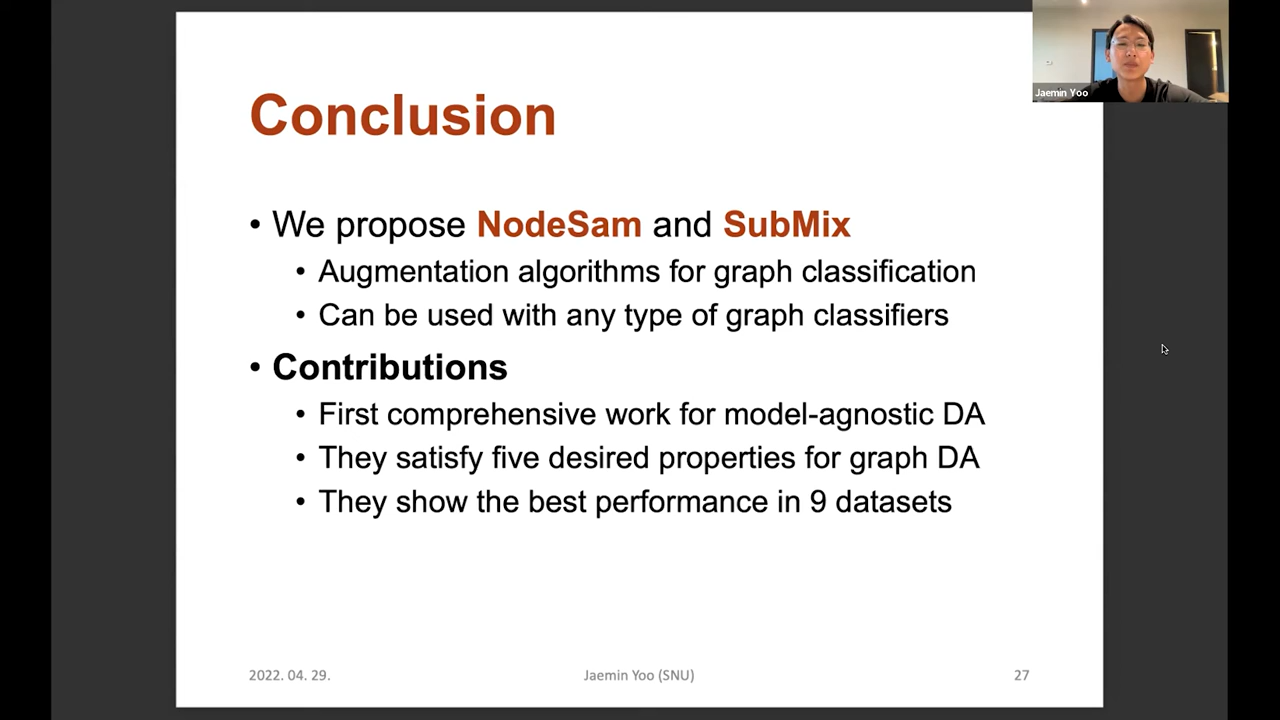 Jaemin Yoo
Conclusion
• We propose NodeSam and SubMix
• Augmentation algorithms for graph classification
• Can be used with any type of graph classifiers
• Contributions
• First comprehensive work for model-agnostic DA
• They satisfy five desired properties for graph DA
• They show the best performance in 9 datasets
2022. 04. 29. Jaemin Yoo (SNU) 27